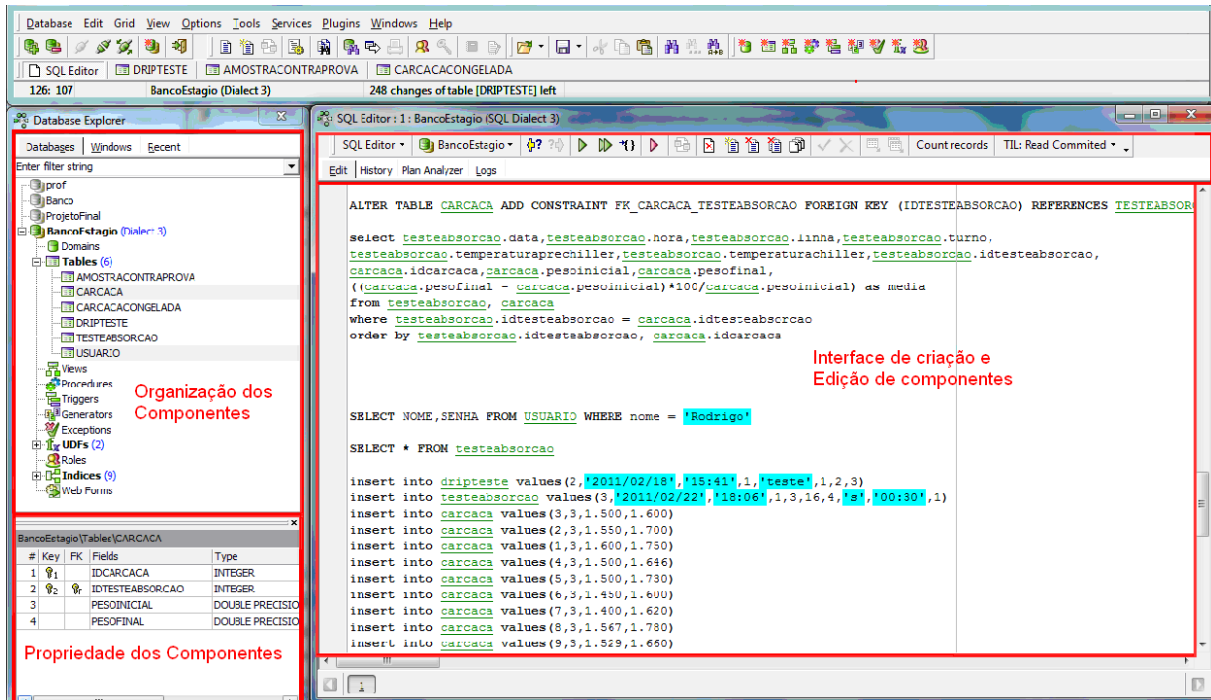 Database Edit Grid View Options Tools Services Plugins Windows Help
SQL Editor DRIPTESTE AMOSTRACONTRAPROVA CARCACACONGELADA
126: 107 BancoEstagio (Dialect 3) 248 changes of table [DRIPTESTE] left
Database Explorer
Databases Windows Recent
Enter filter string
prof
Banco
ProjetoFinal
BancoEstagio (Dialect 3)
Domains
Tables (6)
AMOSTRACONTRAPROVA
CARCACA
CARCACACONGELADA
DRIPTESTE
TESTEABSORCAO
USUARIO
Views
Procedures
Triggers
Generators
Exceptions
UDFs (2)
Roles
Indices (9)
Web Forms
Organização dos
Componentes
BancoEstagio\Tables\CARCACA
# Key FK Fields Type
1 1 IDCARCACA INTEGER
2 2 r IDTESTEABSORCAO INTEGER
3 PESOINICIAL DOUBLE PRECISIO
4 PESOFINAL DOUBLE PRECISIO
Propriedade dos Componentes
SQL Editor : 1 : BancoEstagio (SQL Dialect 3)
SQL Editor BancoEstagio Count records TIL: Read Commited
Edit History Plan Analyzer Logs
ALTER TABLE CARCACA ADD CONSTRAINT FK_CARCACA_TESTEABSORCAO FOREIGN KEY (IDTESTEABSORCAO) REFERENCES TESTEABSOR
select testeabsorcao.data,testeabsorcao.hora,testeabsorcao.linha,testeabsorcao.turno,
testeabsorcao.temperaturaprechiller,testeabsorcao.temperaturachiller,testeabsorcao.idtesteabsorcao,
carcaca.idcarcaca,carcaca.pesoinicial,carcaca.pesofinal,
((carcaca.pesofinal - carcaca.pesoinicial)*100/carcaca.pesoinicial) as media
from testeabsorcao, carcaca
where testeabsorcao.idtesteabsorcao = carcaca.idtesteabsorcao
order by testeabsorcao.idtesteabsorcao, carcaca.idcarcaca
Interface de criação e
Edição de componentes
SELECT NOME,SENHA FROM USUARIO WHERE nome = 'Rodrigo'
SELECT * FROM testeabsorcao
insert into dripteste values(2,'2011/02/18','15:41',1,'teste',1,2,3)
insert into testeabsorcao values(3,'2011/02/22','18:06',1,3,16,4,'s','00:30',1)
insert into carcaca values(3,3,1.500,1.600)
insert into carcaca values(2,3,1.550,1.700)
insert into carcaca values(1,3,1.600,1.750)
insert into carcaca values(4,3,1.500,1.646)
insert into carcaca values(5,3,1.500,1.730)
insert into carcaca values(6,3,1.450,1.600)
insert into carcaca values(7,3,1.400,1.620)
insert into carcaca values(8,3,1.567,1.780)
insert into carcaca values(9,3,1.529,1.660)
1